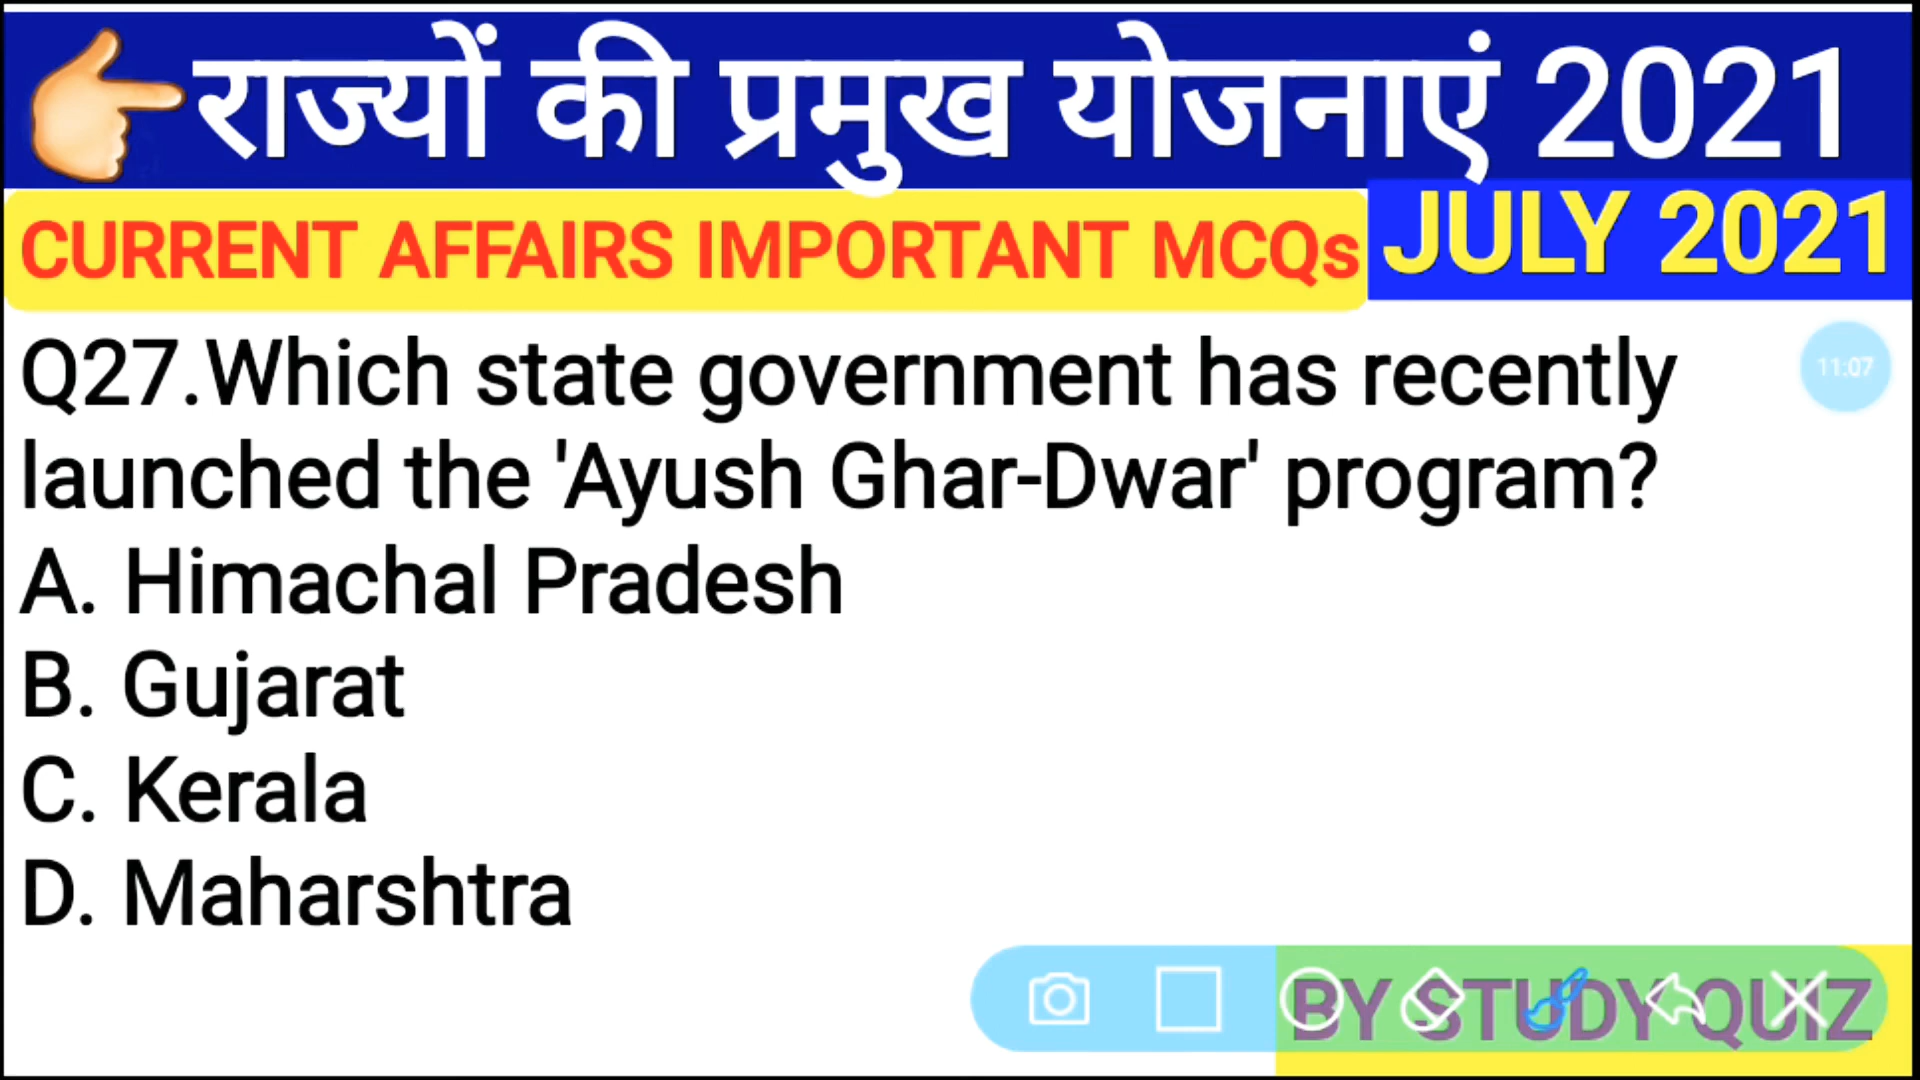 राज्यों की प्रमुख योजनाएं 2021
CURRENT AFFAIRS IMPORTANT MCQs
JULY 2021
Q27.Which state government has recently
11:07
launched the 'Ayush Ghar-Dwar' program?
A. Himachal Pradesh
B. Gujarat
C. Kerala
D. Maharshtra
BY STUDY QUIZ